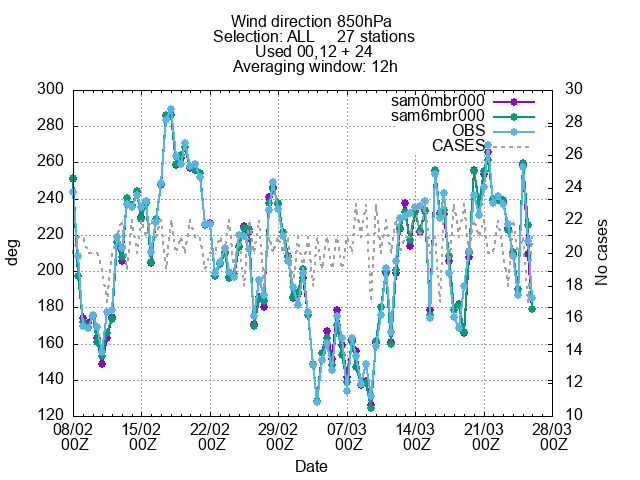 Wind direction 850hPa
Selection: ALL 27 stations
Used 00,12 + 24
Averaging window: 12h
sam0mbr000
sam6mbr000
OBS
CASES
deg
300
280
260
240
220
200
180
160
140
120
No cases
30
28
26
24
22
20
18
16
14
12
10
08/02 15/02 22/02 29/02 07/03 14/03 21/03 28/03
00Z 00Z 00Z 00Z 00Z 00Z 00Z 00Z
Date